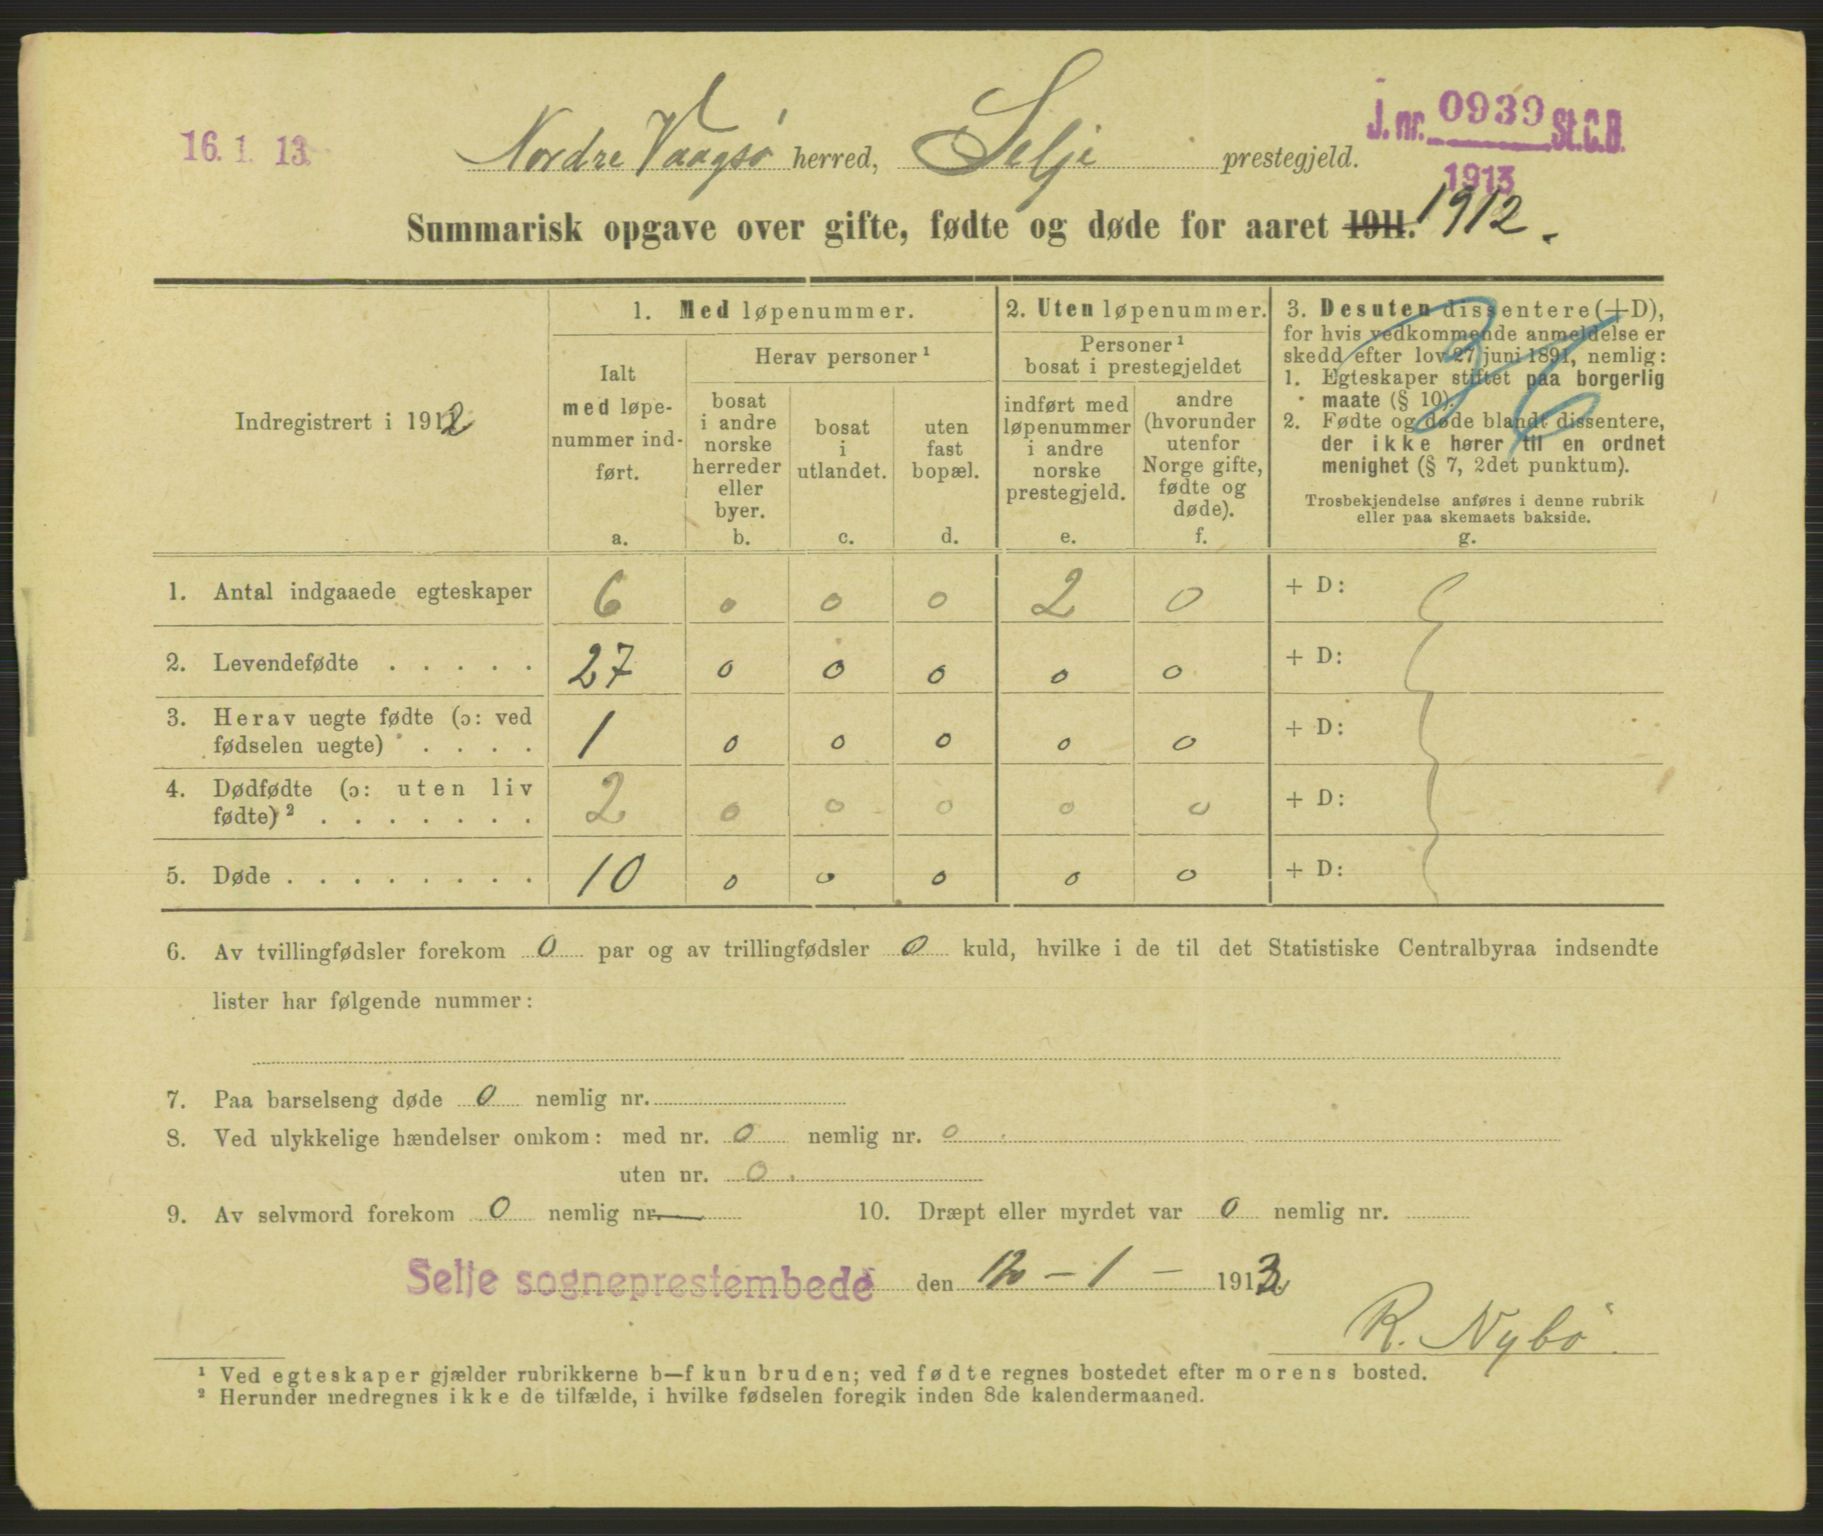 16. 1. 13.
J. nr. 0939 St.C.B.
1913
Nordre Vaagsø herred, Selje prestegjeld.
Summarisk opgave over gifte, fødte og døde for aaret 1911. 1912.
Indregistrert i 1912
1. Med løpenummer.
Ialt
med løpe-
nummer ind-
ført.
a.
Herav personer ¹
bosat
i andre
norske
herreder
eller
byer.
b.
bosat
i
utlandet.
c.
uten
fast
bopæl.
d.
2. Uten løpenummer.
Personer ¹
bosat i prestegjeldet
indført med
løpenummer
i andre
norske
prestegjeld.
e.
andre
(hvorunder
utenfor
Norge gifte,
fødte og
døde).
f.
3. Desuten dissentere (+D),
for hvis vedkommende anmeldelse er
skedd efter lov 27 juni 1891, nemlig:
1. Egteskaper stiftet paa borgerlig
maate (§ 10).
2. Fødte og døde blandt dissentere,
der ikke hører til en ordnet
menighet (§ 7, 2det punktum).
Trosbekjendelse anføres i denne rubrik
eller paa skemaets bakside.
g.
1. Antal indgaaede egteskaper 6 0 0 0 2 0 + D:
2. Levendefødte . . . . . 27 0 0 0 0 0 + D:
3. Herav uegte fødte (ɔ: ved
fødselen uegte) . . . . 1 0 0 0 0 0 + D:
4. Dødfødte (ɔ: uten liv
fødte) ² . . . . . . . 2 0 0 0 0 0 + D:
5. Døde . . . . . . . . 10 0 0 0 0 0 + D:
6. Av tvillingfødsler forekom 0 par og av trillingfødsler 0 kuld, hvilke i de til det Statistiske Centralbyraa indsendte
lister har følgende nummer:
7. Paa barselseng døde 0 nemlig nr.
8. Ved ulykkelige hændelser omkom: med nr. 0 nemlig nr. 0
uten nr. 0.
9. Av selvmord forekom 0 nemlig nr. —
10. Dræpt eller myrdet var 0 nemlig nr.
Selje sogneprestembede den 12 - 1 - 1913
R. Nybö.
¹ Ved egteskaper gjælder rubrikkerne b—f kun bruden; ved fødte regnes bostedet efter morens bosted.
² Herunder medregnes ikke de tilfælde, i hvilke fødselen foregik inden 8de kalendermaaned.